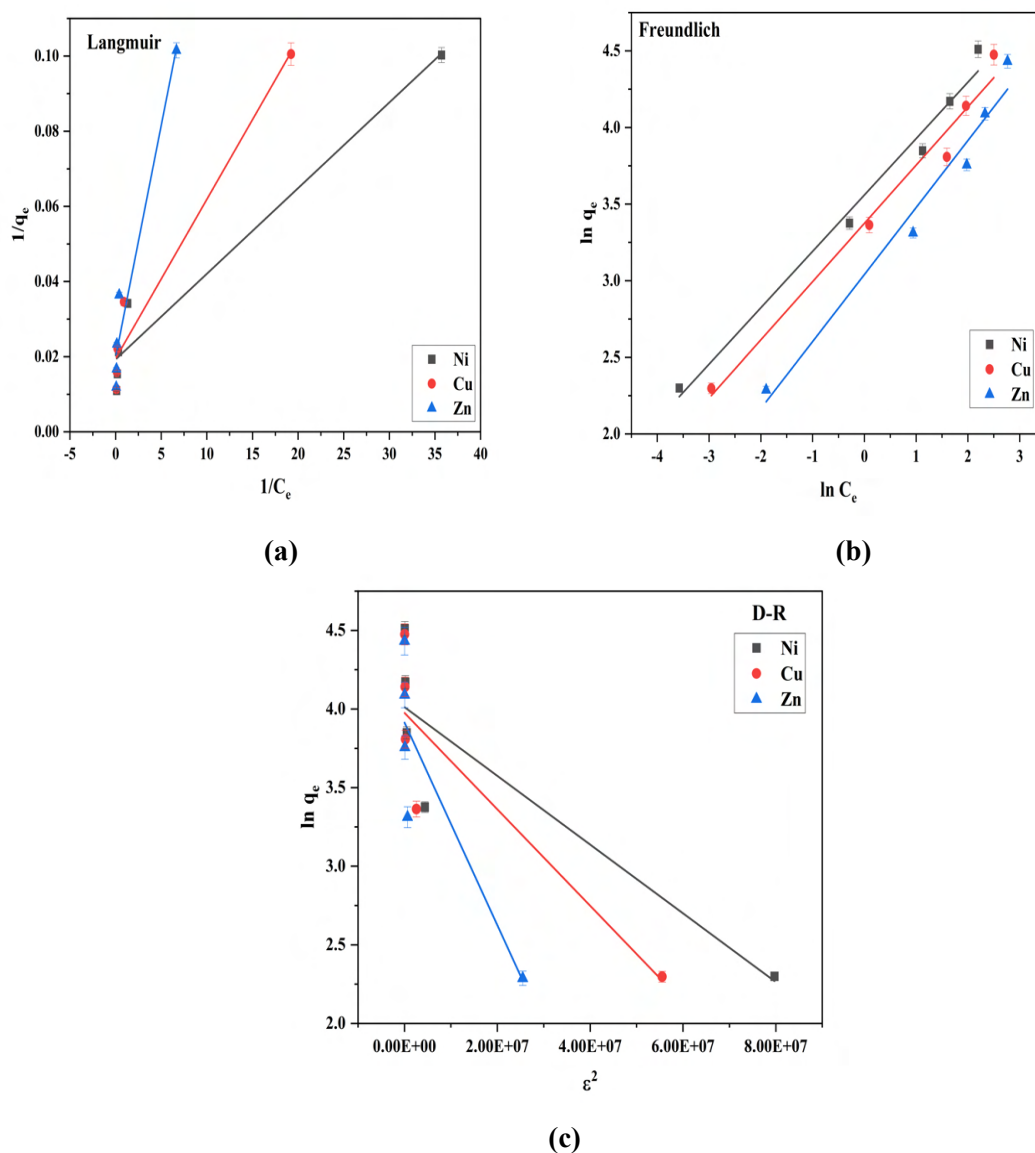 Langmuir
0.10
0.08
0.06
0.04
0.02
0.00
1/qe
Ni
Cu
Zn
-5 0 5 10 15 20 25 30 35 40
1/Ce
(a)
Freundlich
4.5
4.0
3.5
3.0
2.5
2.0
ln qe
Ni
Cu
Zn
-4 -3 -2 -1 0 1 2 3
ln Ce
(b)
D-R
Ni
Cu
Zn
4.5
4.0
3.5
3.0
2.5
2.0
ln qe
0.00E+00 2.00E+07 4.00E+07 6.00E+07 8.00E+07
ε2
(c)